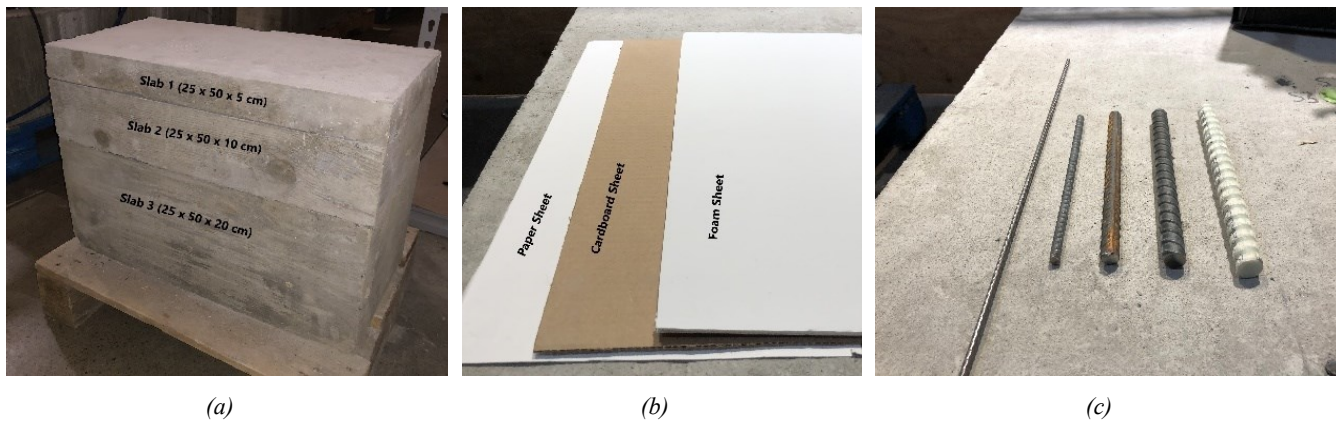 Slab 1 (25 x 50 x 5 cm)
Slab 2 (25 x 50 x 10 cm)
Slab 3 (25 x 50 x 20 cm)
Paper Sheet
Cardboard Sheet
Foam Sheet
(a)
(b)
(c)